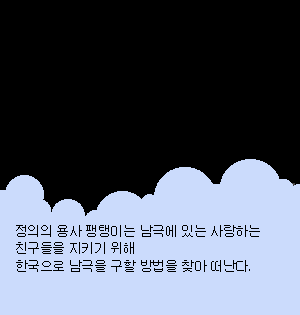 정의의 용사 팽탱이는 남극에 있는 사랑하는
친구들을 지키기 위해
한국으로 남극을 구할 방법을 찾아 떠난다.